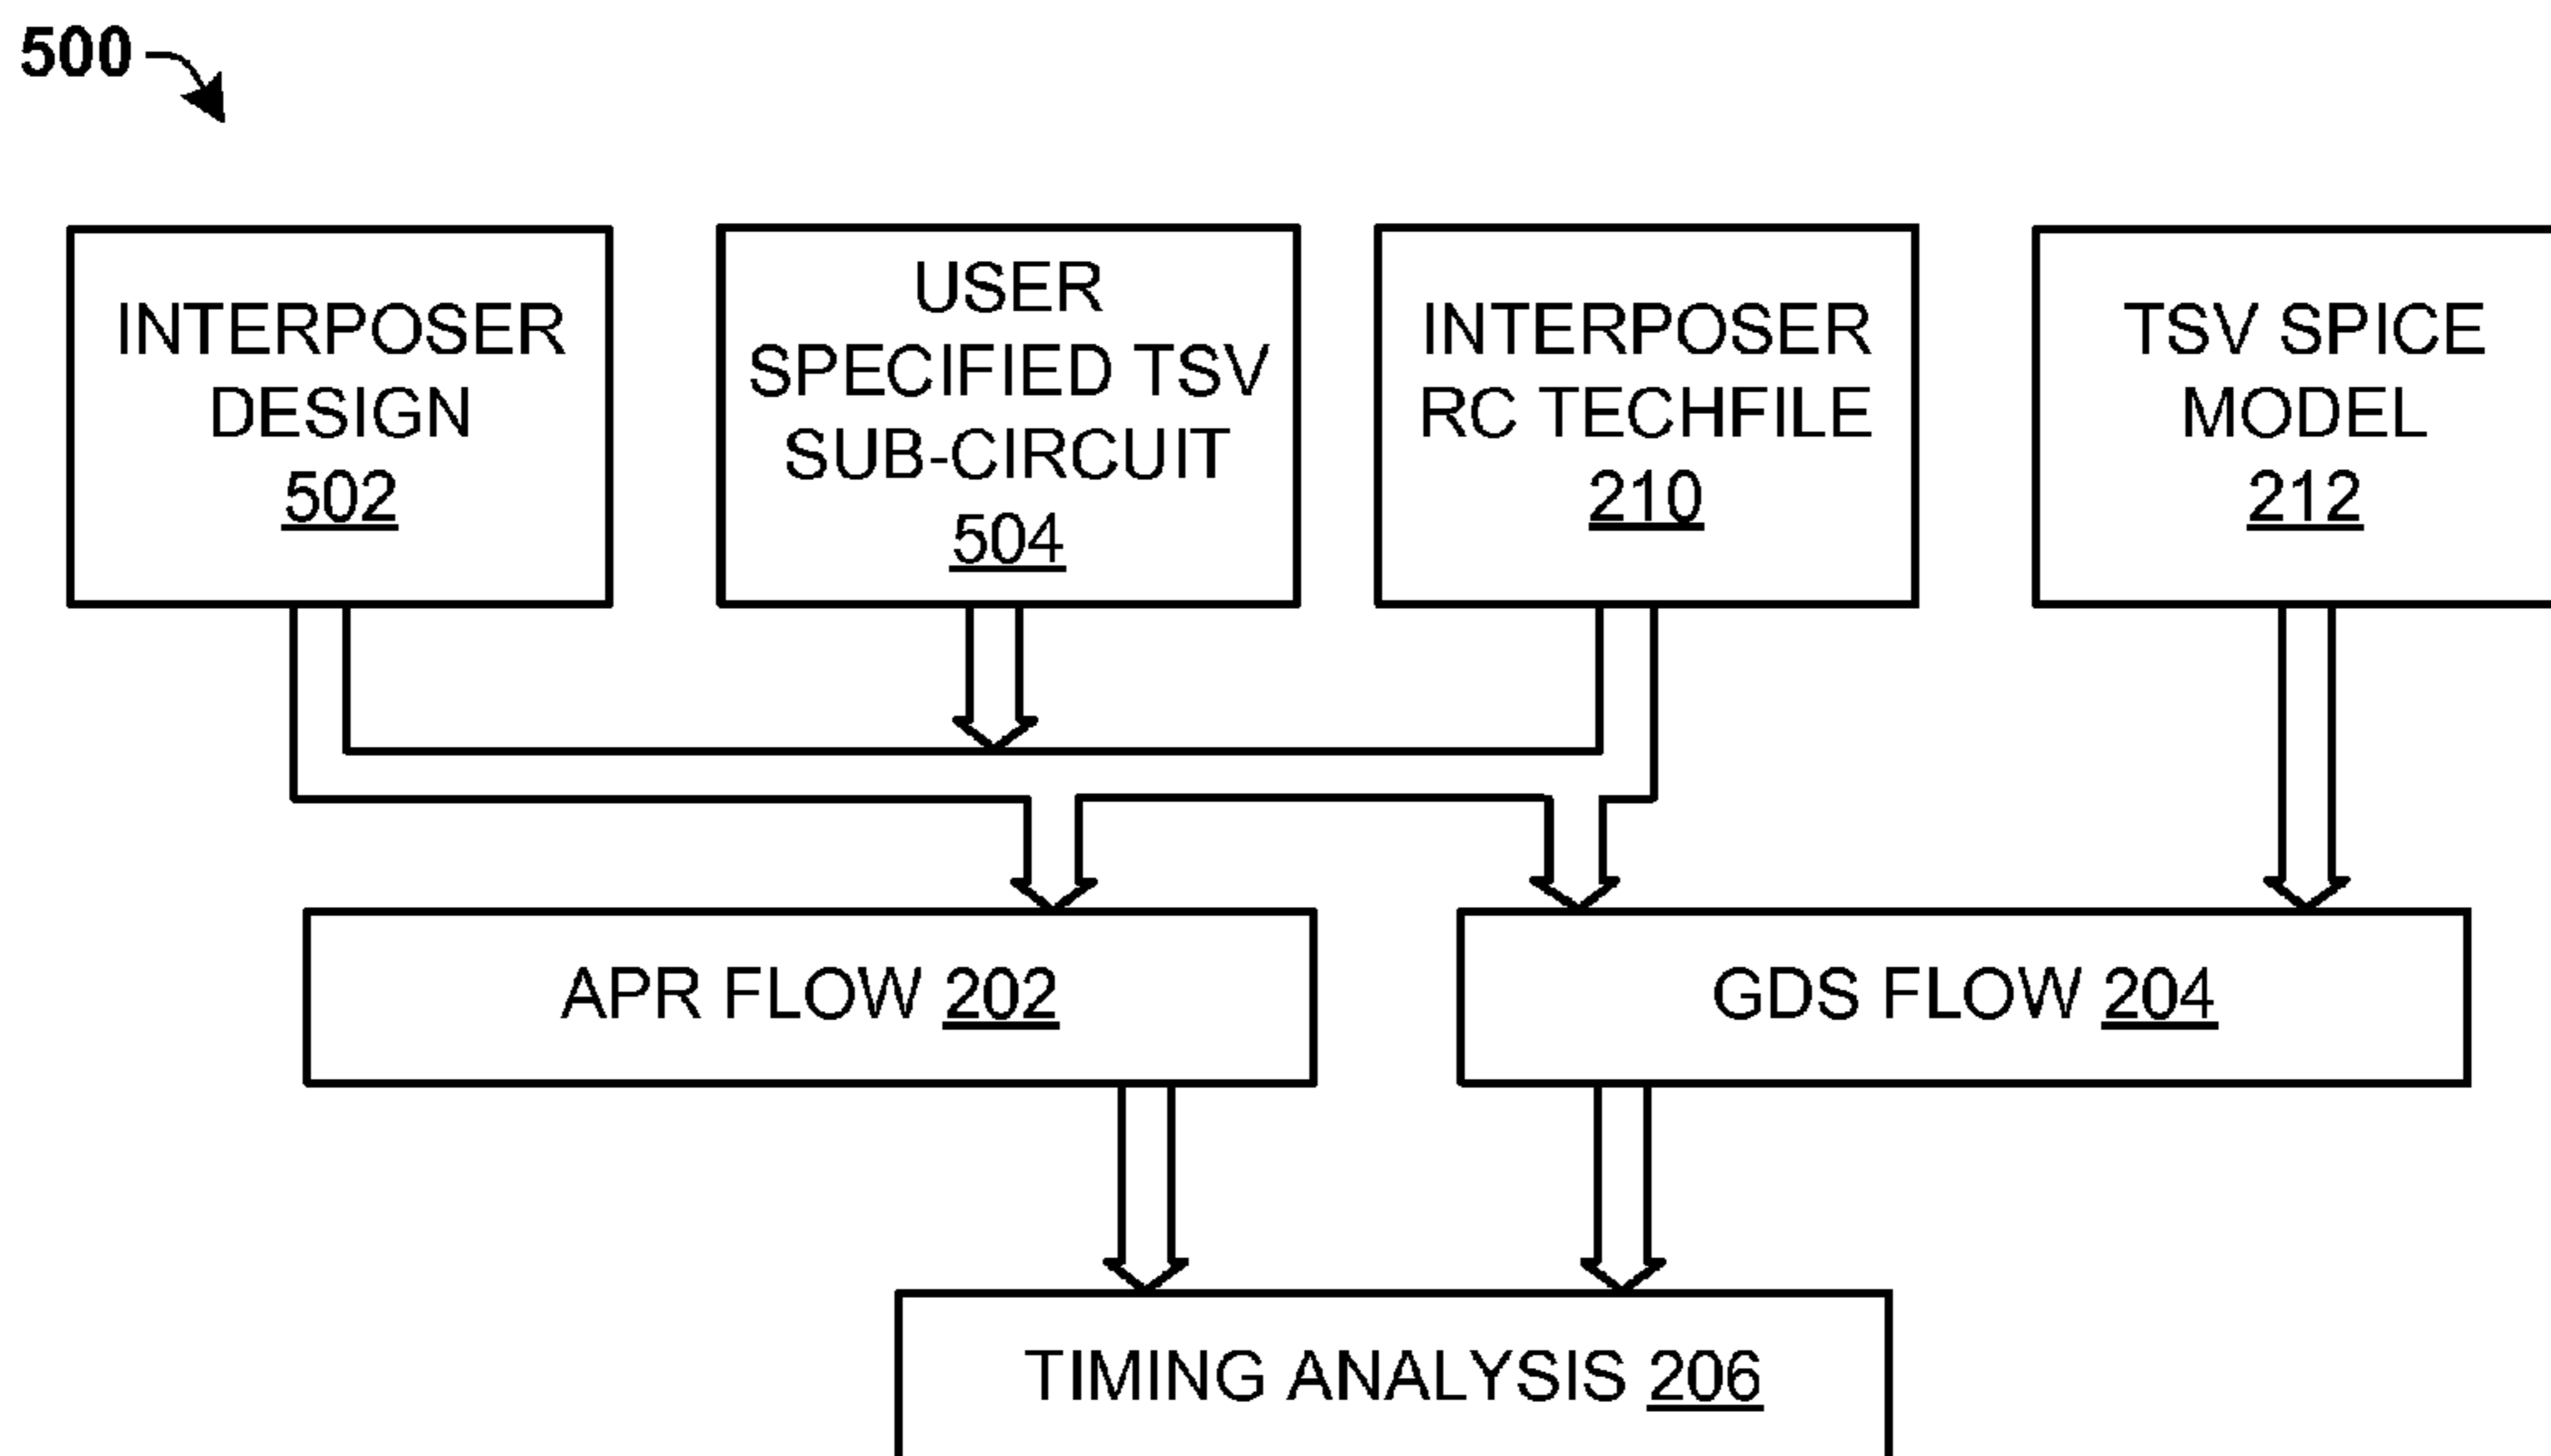 500
INTERPOSER
DESIGN
502
USER
SPECIFIED TSV
SUB-CIRCUIT
504
INTERPOSER
RC TECHFILE
210
TSV SPICE
MODEL
212
APR FLOW 202
GDS FLOW 204
TIMING ANALYSIS 206